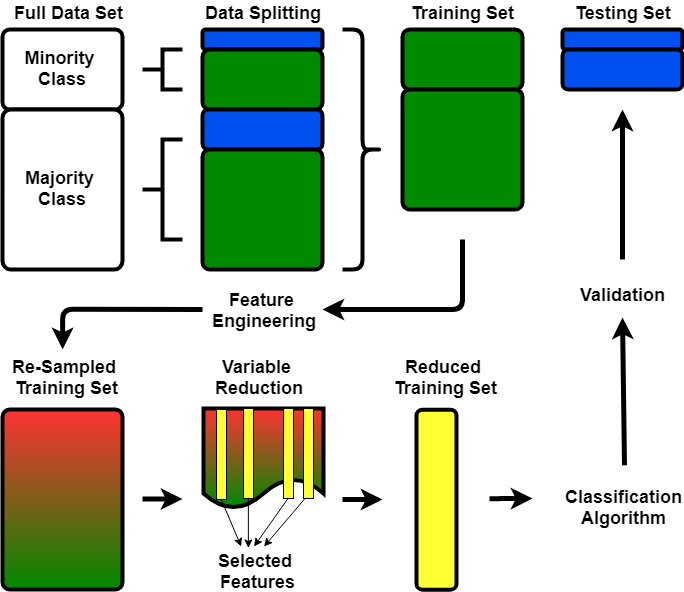 Full Data Set
Data Splitting
Training Set
Testing Set
Minority
Class
Majority
Class
Feature
Engineering
Validation
Re-Sampled
Training Set
Variable
Reduction
Reduced
Training Set
Classification
Algorithm
Selected
Features